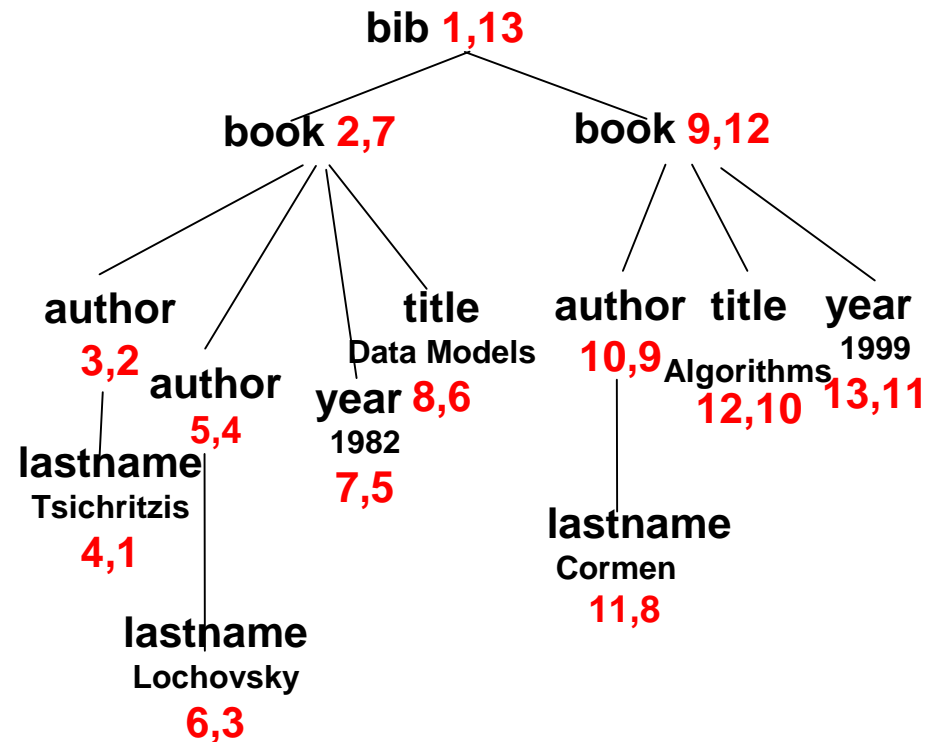 bib 1,13
book 2,7
book 9,12
author
3,2
lastname
Tsichritzis
4,1
author
5,4
lastname
Lochovsky
6,3
year
1982
7,5
title
Data Models
8,6
author
10,9
lastname
Cormen
11,8
title
Algorithms
12,10
year
1999
13,11